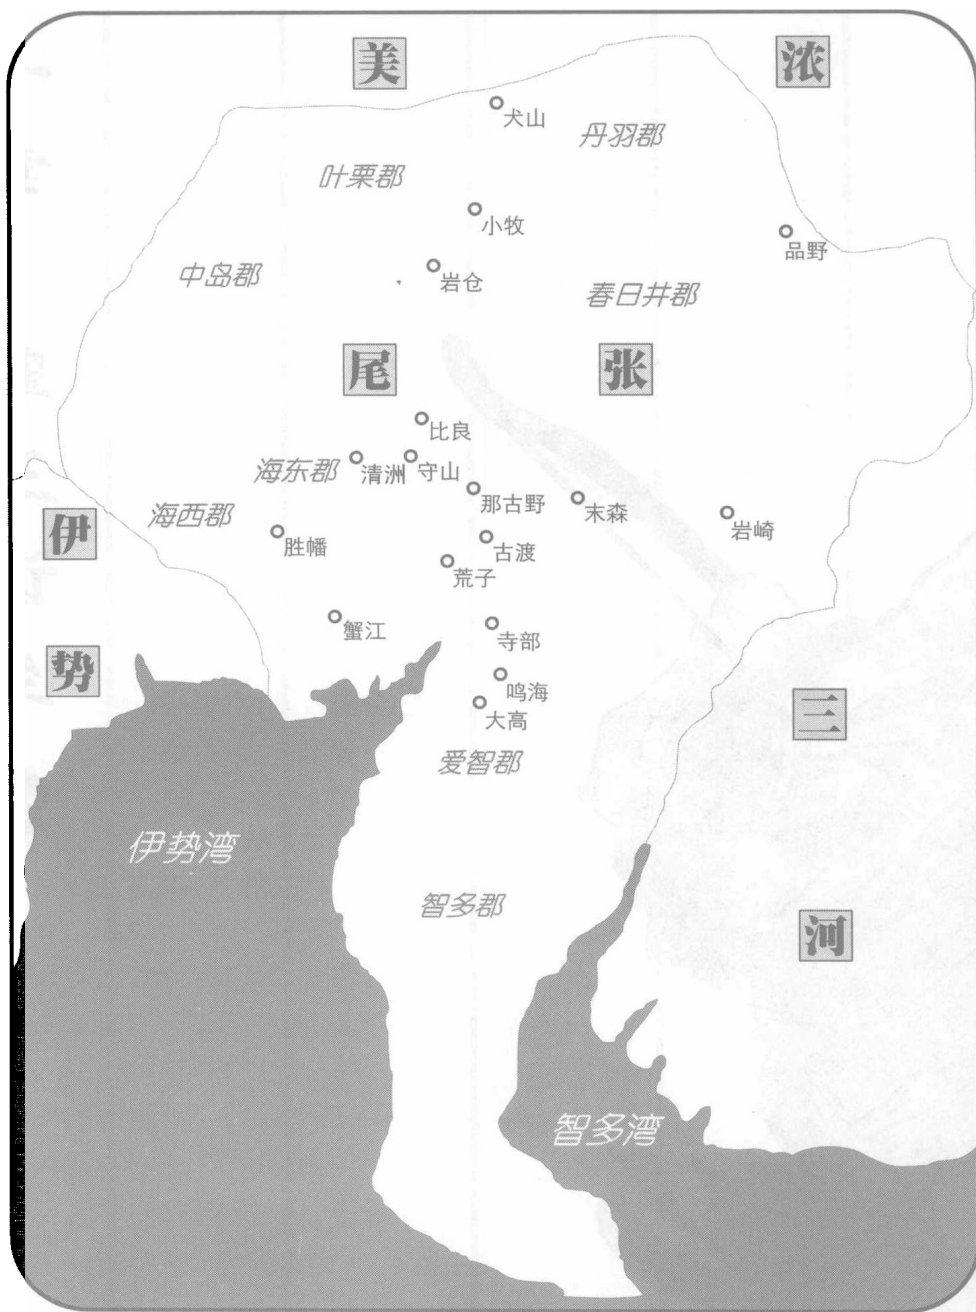 美
浓
犬山
丹羽郡
叶栗郡
小牧
品野
中岛郡
岩仓
春日井郡
尾
张
比良
海东郡
清洲
守山
那古野
末森
海西郡
胜幡
岩崎
伊
古渡
荒子
蟹江
寺部
势
鸣海
三
大高
爱智郡
伊势湾
智多郡
河
智多湾